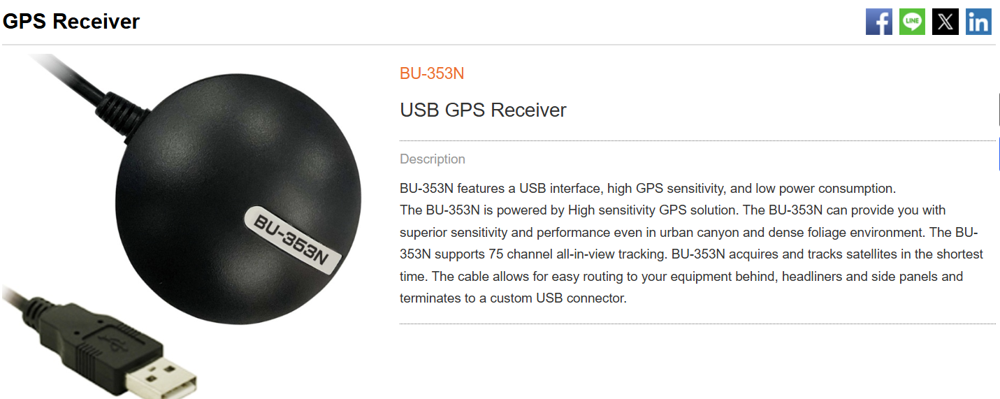 GPS Receiver
f
LINE
X
in
BU-353N
USB GPS Receiver
Description
BU-353N features a USB interface, high GPS sensitivity, and low power consumption.
The BU-353N is powered by High sensitivity GPS solution. The BU-353N can provide you with
superior sensitivity and performance even in urban canyon and dense foliage environment. The BU-
353N supports 75 channel all-in-view tracking. BU-353N acquires and tracks satellites in the shortest
time. The cable allows for easy routing to your equipment behind, headliners and side panels and
terminates to a custom USB connector.
BU-353N